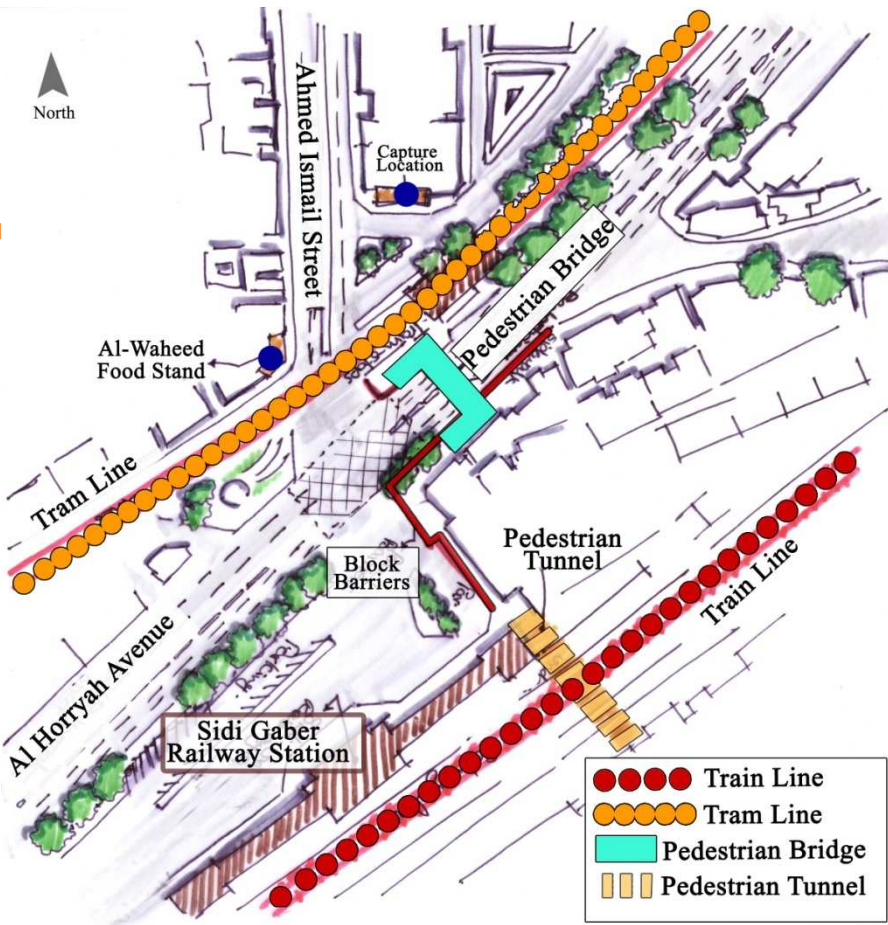 North
Ahmed Ismail Street
Capture
Location
Pedestrian Bridge
Al-Waheed
Food Stand
Tram Line
Block
Barriers
Pedestrian
Tunnel
Train Line
Al Horryah Avenue
Parking
Sidi Gaber
Railway Station
Train Line
Tram Line
Pedestrian Bridge
Pedestrian Tunnel